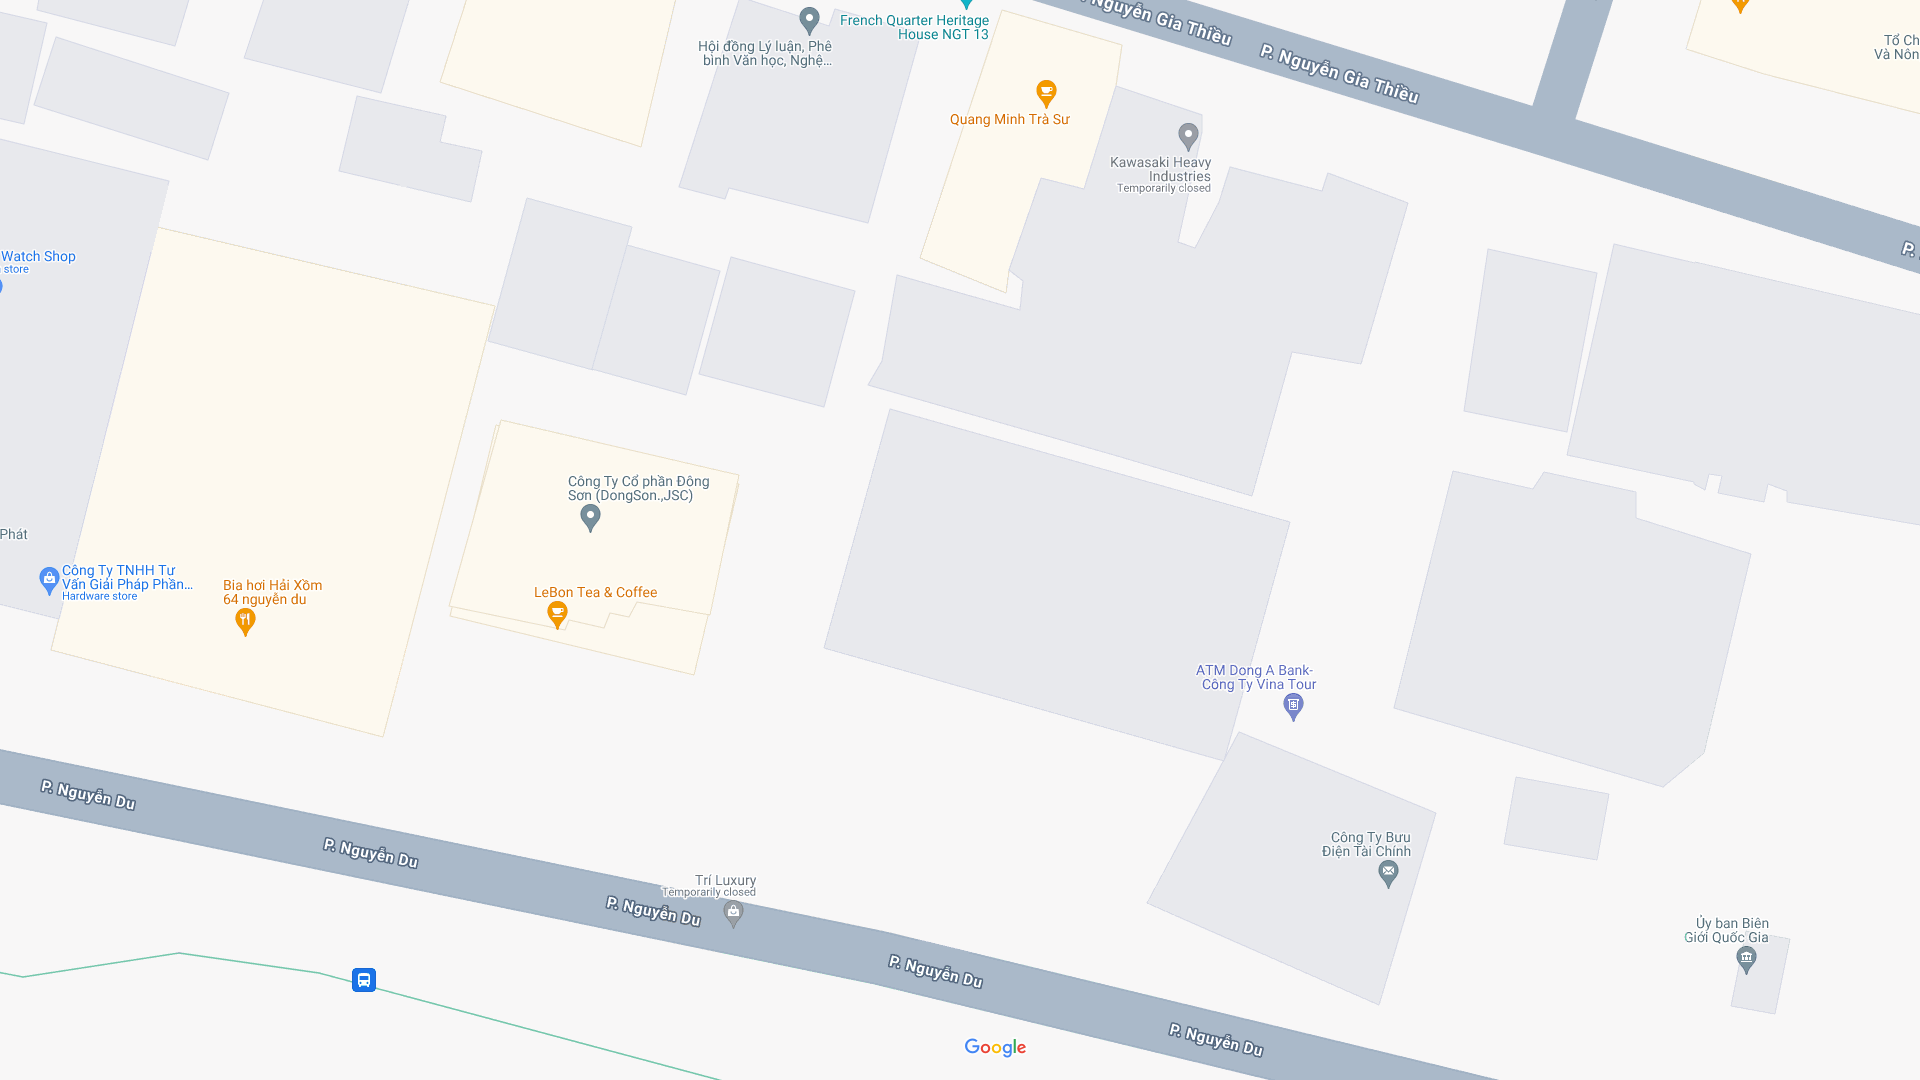 P. Nguyễn Gia Thiều
P. Nguyễn Gia Thiều
French Quarter Heritage
House NGT 13
Hội đồng Lý luận, Phê
bình Văn học, Nghệ...
Tổ Ch
Và Nôn
Quang Minh Trà Sư
Kawasaki Heavy
Industries
Temporarily closed
P.
Watch Shop
store
Công Ty Cổ phần Đông
Sơn (DongSon.,JSC)
Phát
Công Ty TNHH Tư
Vấn Giải Pháp Phần...
Hardware store
Bia hơi Hải Xồm
64 nguyễn du
LeBon Tea & Coffee
ATM Dong A Bank-
Công Ty Vina Tour
P. Nguyễn Du
P. Nguyễn Du
Công Ty Bưu
Điện Tài Chính
Trí Luxury
Temporarily closed
P. Nguyễn Du
Ủy ban Biên
Giới Quốc Gia
P. Nguyễn Du
P. Nguyễn Du
Google